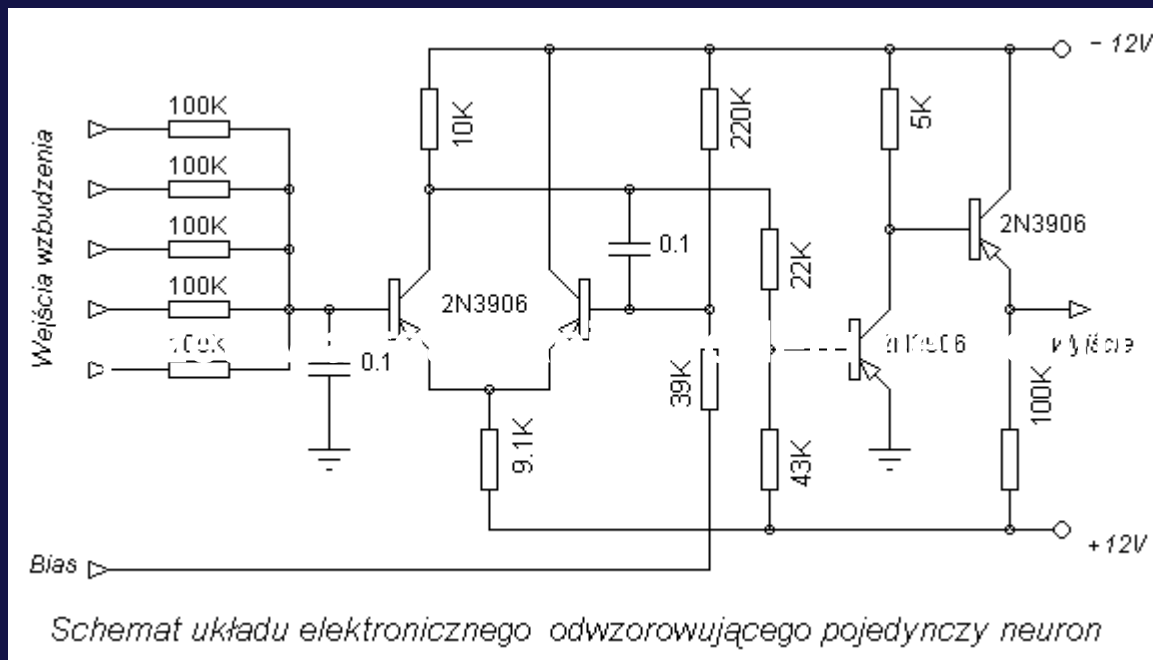 − 12V
Wejścia wzbudzenia
100K
100K
100K
100K
10K
220K
5K
0.1
2N3906
0.1
39K
9.1K
22K
43K
2N3906
100K
Bias
+12V
Schemat układu elektronicznego odwzorowującego pojedynczy neuron